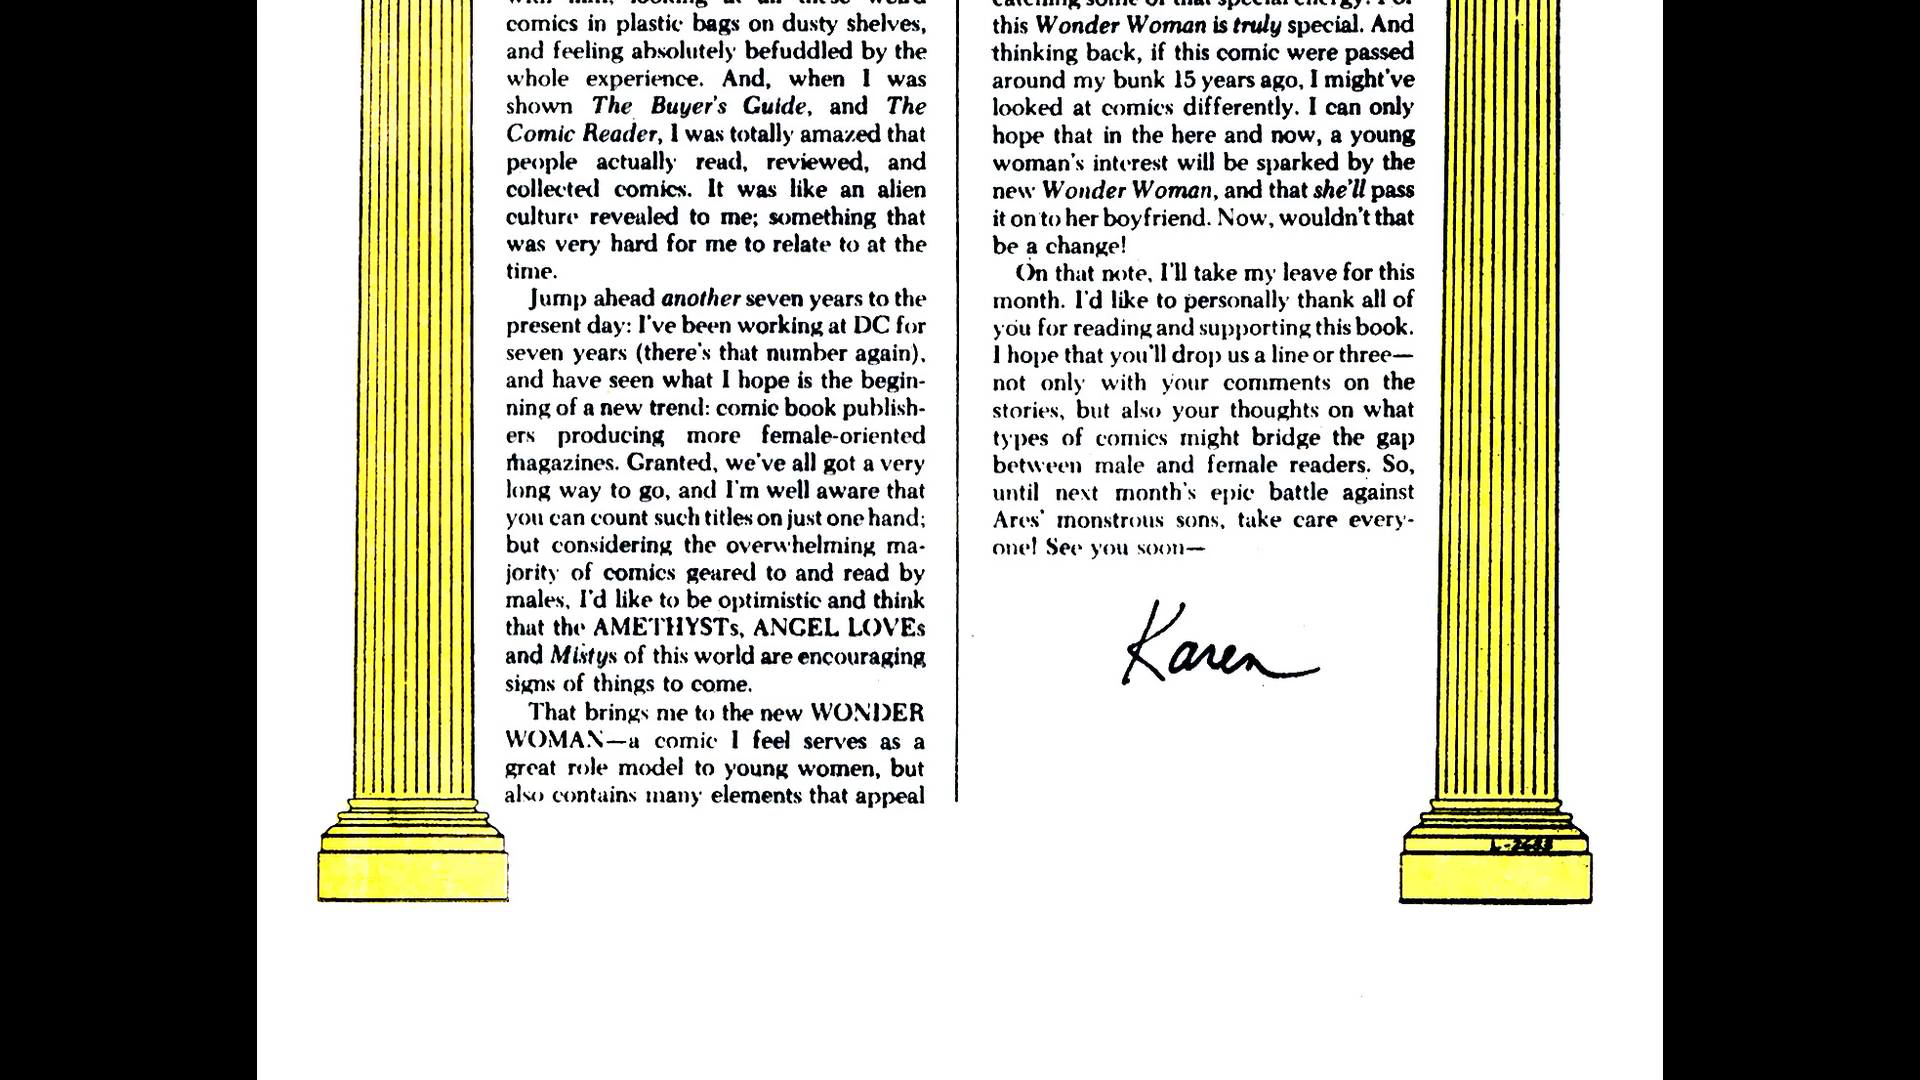 comics in plastic bags on dusty shelves,
and feeling absolutely befuddled by the
whole experience. And, when I was
shown The Buyer's Guide, and The
Comic Reader, I was totally amazed that
people actually read, reviewed, and
collected comics. It was like an alien
culture revealed to me; something that
was very hard for me to relate to at the
time.
Jump ahead another seven years to the
present day: I've been working at DC for
seven years (there's that number again),
and have seen what I hope is the begin-
ning of a new trend: comic book publish-
ers producing more female-oriented
magazines. Granted, we've all got a very
long way to go, and I'm well aware that
you can count such titles on just one hand;
but considering the overwhelming ma-
jority of comics geared to and read by
males, I'd like to be optimistic and think
that the AMETHYSTs, ANGEL LOVEs
and Mistys of this world are encouraging
signs of things to come.
That brings me to the new WONDER
WOMAN—a comic I feel serves as a
great role model to young women, but
also contains many elements that appeal
this Wonder Woman is truly special. And
thinking back, if this comic were passed
around my bunk 15 years ago, I might've
looked at comics differently. I can only
hope that in the here and now, a young
woman's interest will be sparked by the
new Wonder Woman, and that she'll pass
it on to her boyfriend. Now, wouldn't that
be a change!
On that note, I'll take my leave for this
month. I'd like to personally thank all of
you for reading and supporting this book.
I hope that you'll drop us a line or three—
not only with your comments on the
stories, but also your thoughts on what
types of comics might bridge the gap
between male and female readers. So,
until next month's epic battle against
Ares' monstrous sons, take care every-
one! See you soon—
Karen